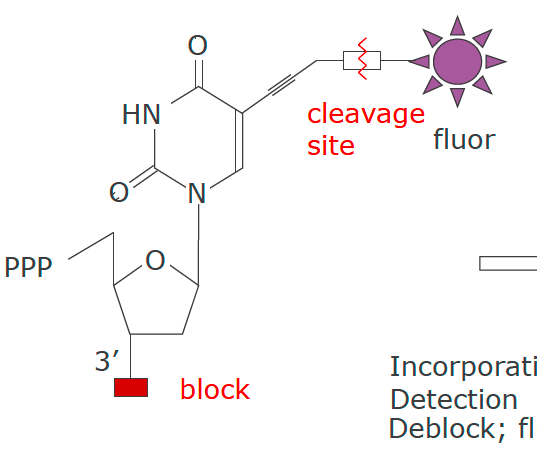 O
HN
cleavage
site
fluor
O
N
O
PPP
3′
block
Incorporati
Detection
Deblock; fl